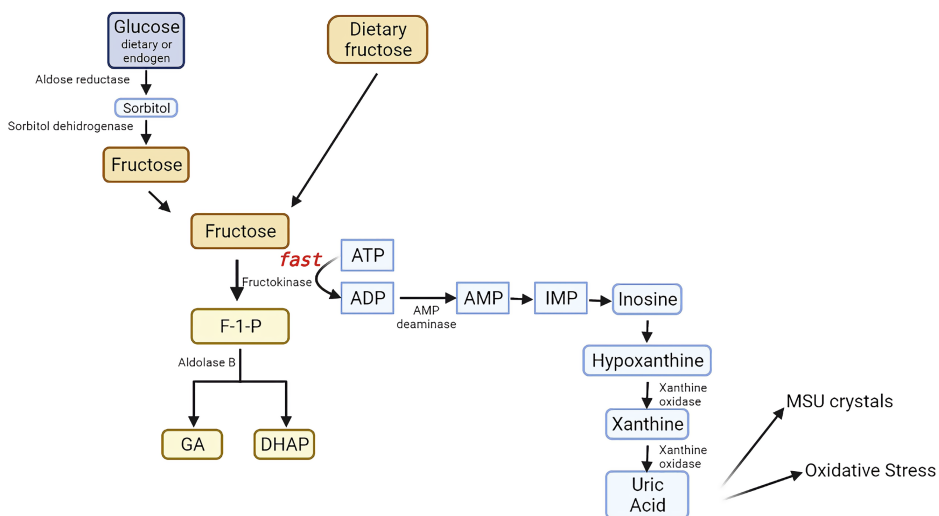 Glucose
dietary or
endogen
Dietary
fructose
Aldose reductase
Sorbitol
Sorbitol dehidrogenase
Fructose
Fructose
fast
ATP
Fructokinase
ADP
AMP
deaminase
AMP
IMP
Inosine
F-1-P
Hypoxanthine
Aldolase B
Xanthine
oxidase
MSU crystals
Xanthine
GA
DHAP
Xanthine
oxidase
Oxidative Stress
Uric
Acid